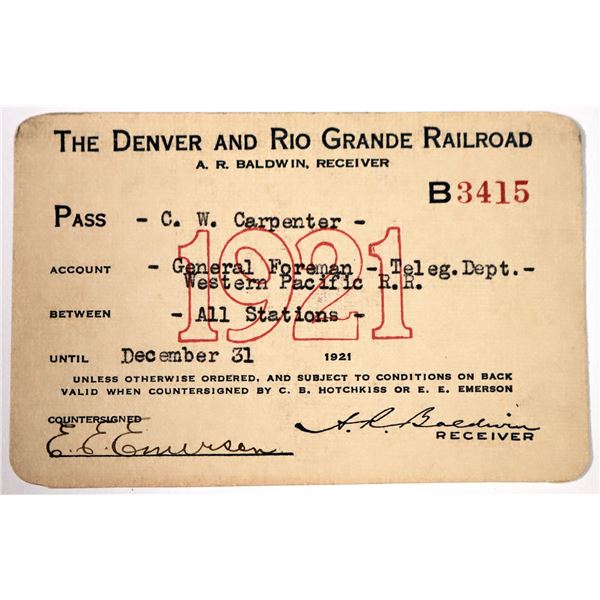 THE DENVER AND RIO GRANDE RAILROAD
A. R. BALDWIN, RECEIVER
B3415
PASS - C. W. Carpenter -
1921
ACCOUNT - General Foreman - Teleg.Dept.-
Western Pacific R.R.
BETWEEN - All Stations -
UNTIL December 31 1921
UNLESS OTHERWISE ORDERED, AND SUBJECT TO CONDITIONS ON BACK
VALID WHEN COUNTERSIGNED BY C. B. HOTCHKISS OR E. E. EMERSON
COUNTERSIGNED
E. E. Emerson
A. R. Baldwin
RECEIVER